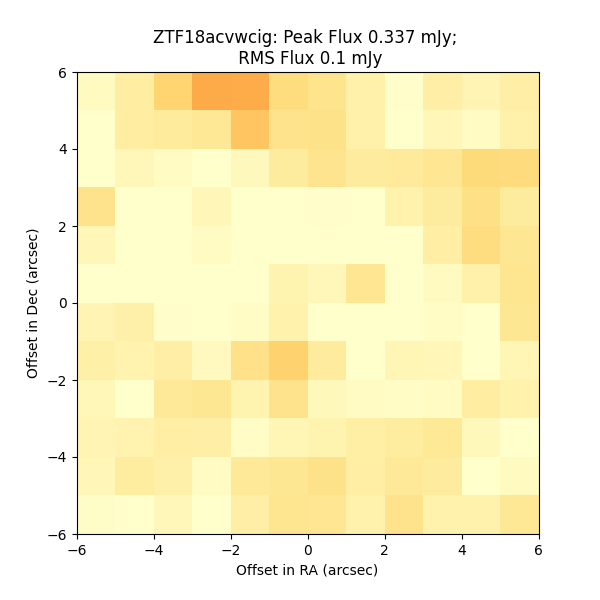 ZTF18acvwcig: Peak Flux 0.337 mJy;
RMS Flux 0.1 mJy
6
4
2
0
−2
−4
−6
Offset in Dec (arcsec)
−6 −4 −2 0 2 4 6
Offset in RA (arcsec)